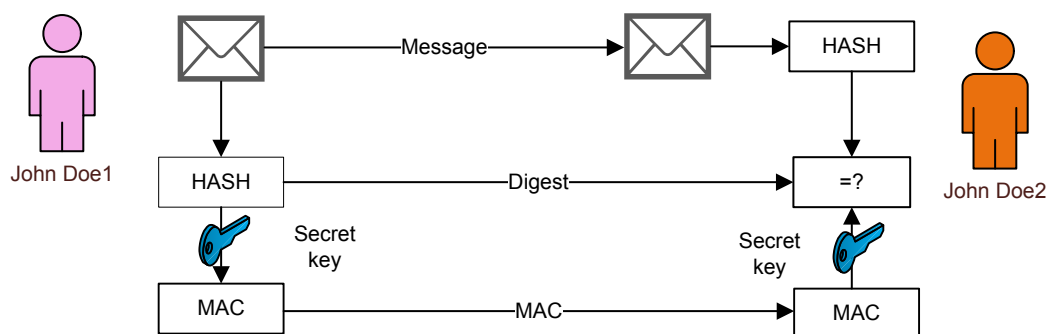 Message
HASH
John Doe1
HASH
Digest
=?
John Doe2
Secret
key
Secret
key
MAC
MAC
MAC